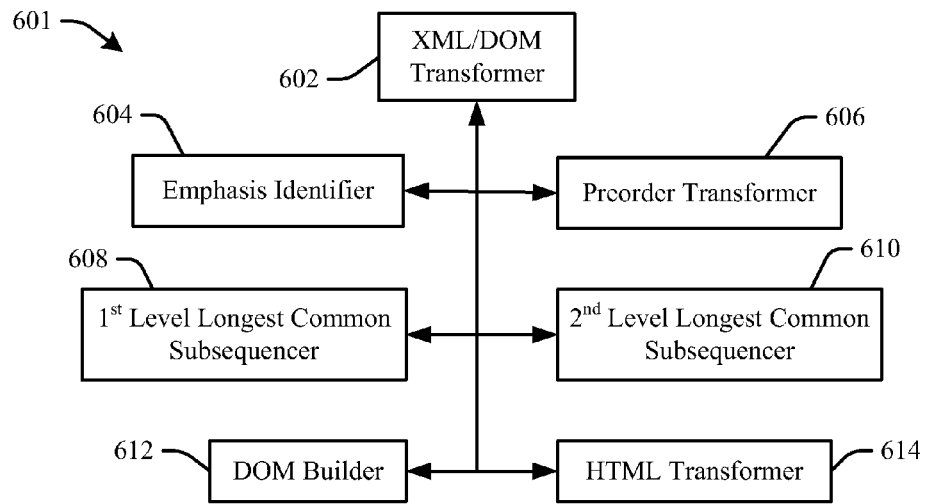 601
XML/DOM
Transformer
602
604
606
Emphasis Identifier
Preorder Transformer
608
610
1st Level Longest Common
Subsequencer
2nd Level Longest Common
Subsequencer
612
DOM Builder
HTML Transformer
614